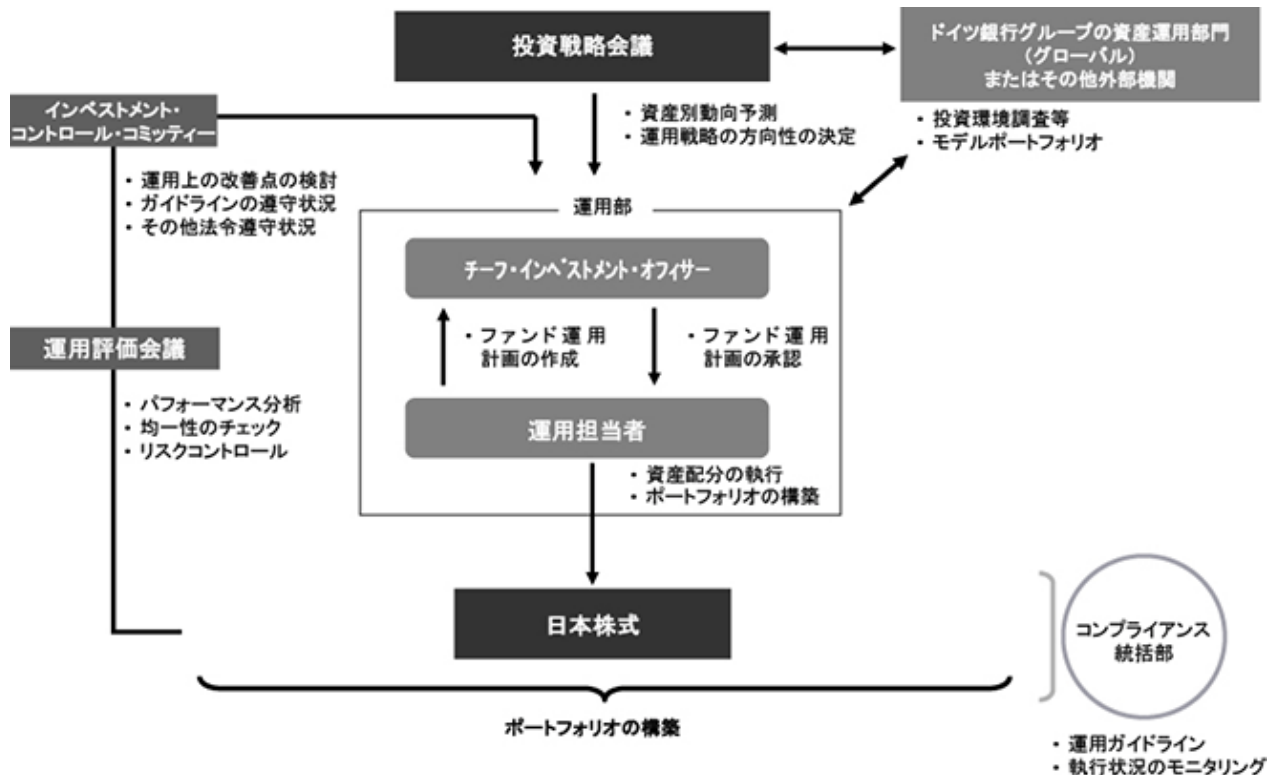 投資戦略会議
ドイツ銀行グループの資産運用部門
(グローバル)
またはその他外部機関
・投資環境調査等
・モデルポートフォリオ
・資産別動向予測
・運用戦略の方向性の決定
インベストメント・
コントロール・コミッティー
・運用上の改善点の検討
・ガイドラインの遵守状況
・その他法令遵守状況
運用部
チーフ・インベストメント・オフィサー
・ファンド運用
計画の作成
・ファンド運用
計画の承認
運用評価会議
・パフォーマンス分析
・均一性のチェック
・リスクコントロール
運用担当者
・資産配分の執行
・ポートフォリオの構築
日本株式
コンプライアンス
統括部
ポートフォリオの構築
・運用ガイドライン
・執行状況のモニタリング